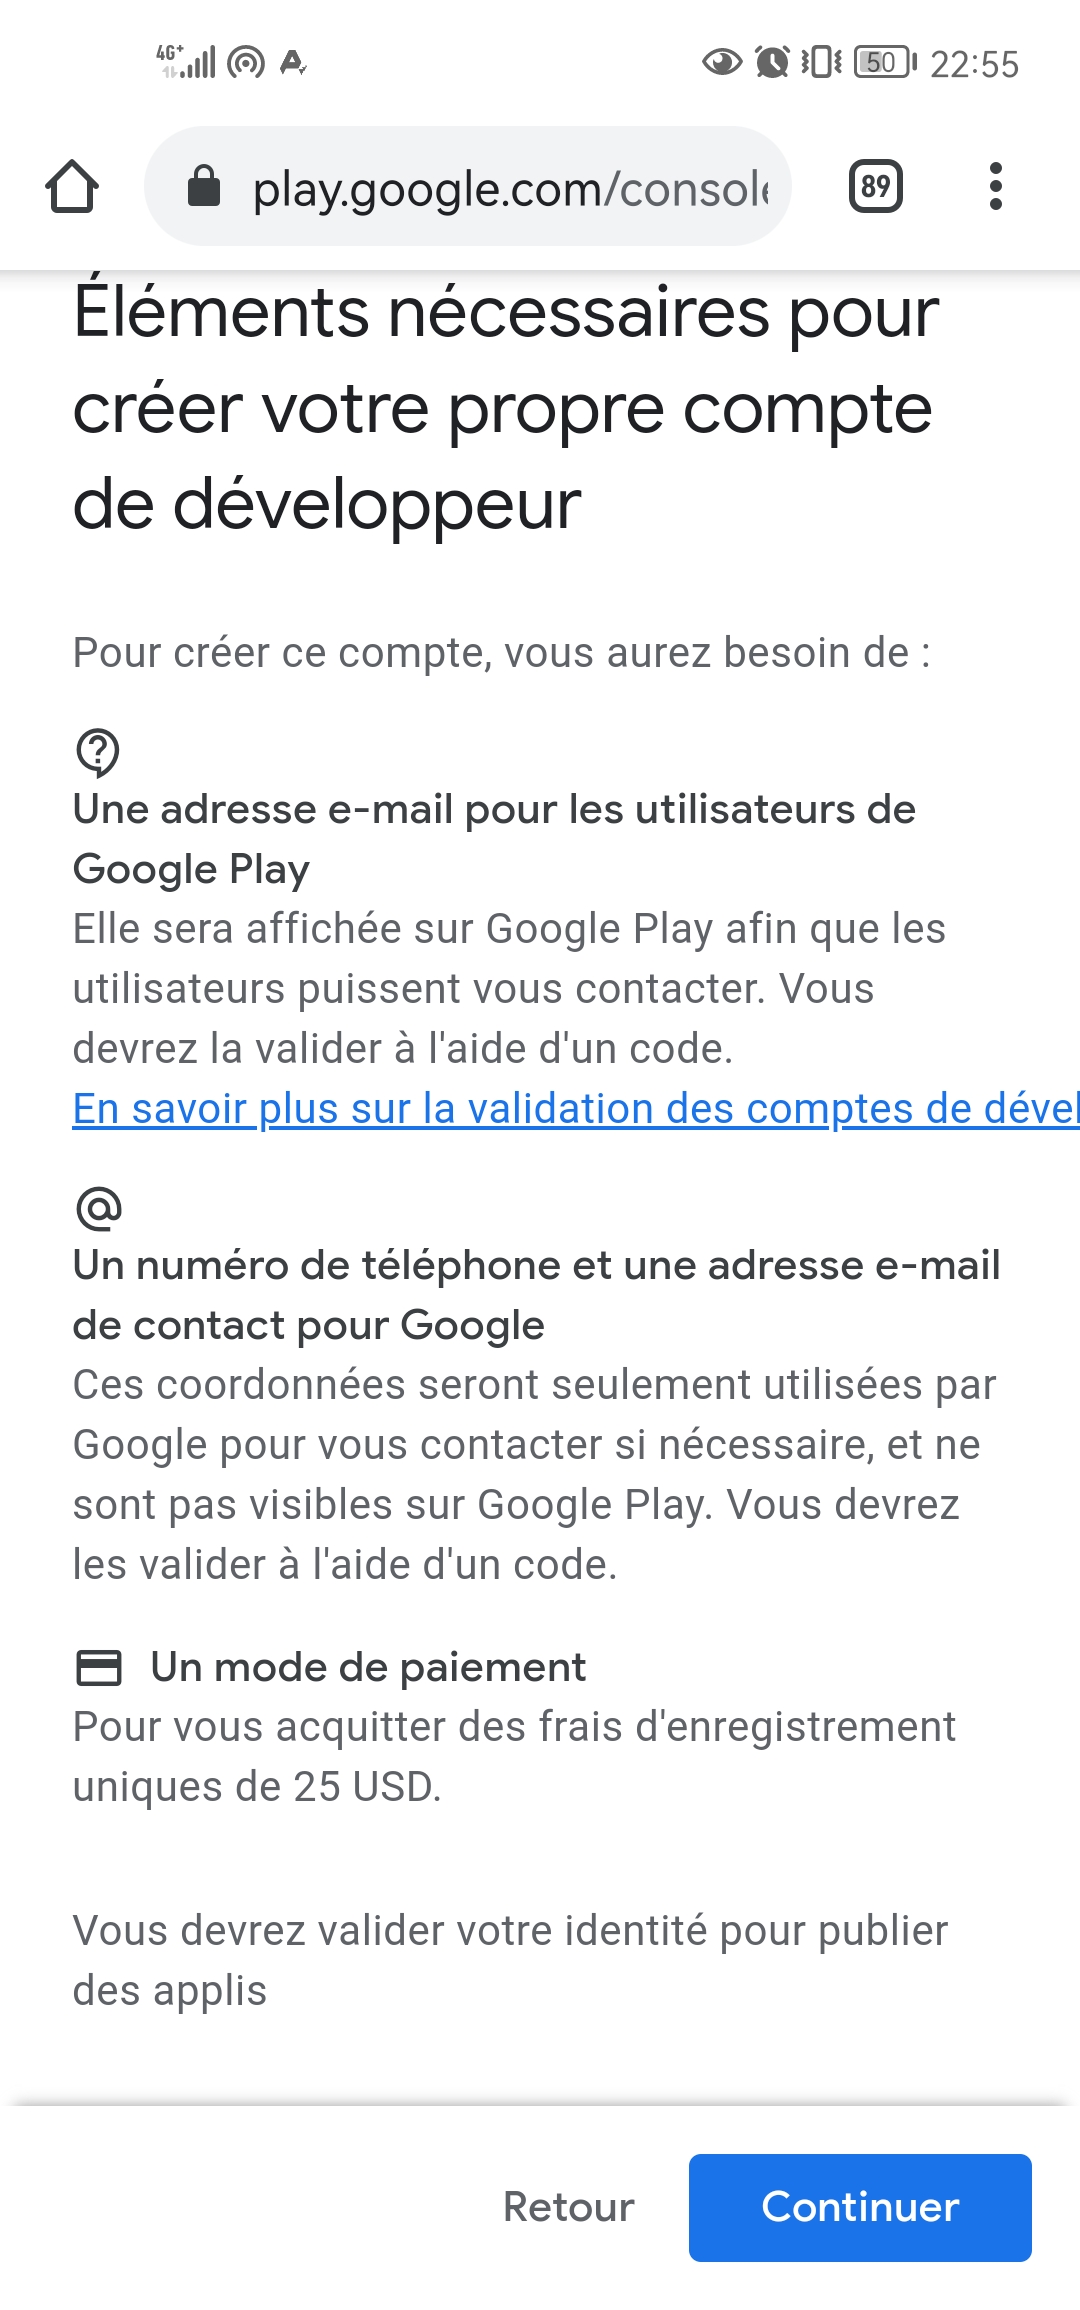 4G+
50
22:55
play.google.com/console
89
Éléments nécessaires pour
créer votre propre compte
de développeur
Pour créer ce compte, vous aurez besoin de :
Une adresse e-mail pour les utilisateurs de
Google Play
Elle sera affichée sur Google Play afin que les
utilisateurs puissent vous contacter. Vous
devrez la valider à l'aide d'un code.
En savoir plus sur la validation des comptes de dével
Un numéro de téléphone et une adresse e-mail
de contact pour Google
Ces coordonnées seront seulement utilisées par
Google pour vous contacter si nécessaire, et ne
sont pas visibles sur Google Play. Vous devrez
les valider à l'aide d'un code.
Un mode de paiement
Pour vous acquitter des frais d'enregistrement
uniques de 25 USD.
Vous devrez valider votre identité pour publier
des applis
Retour
Continuer